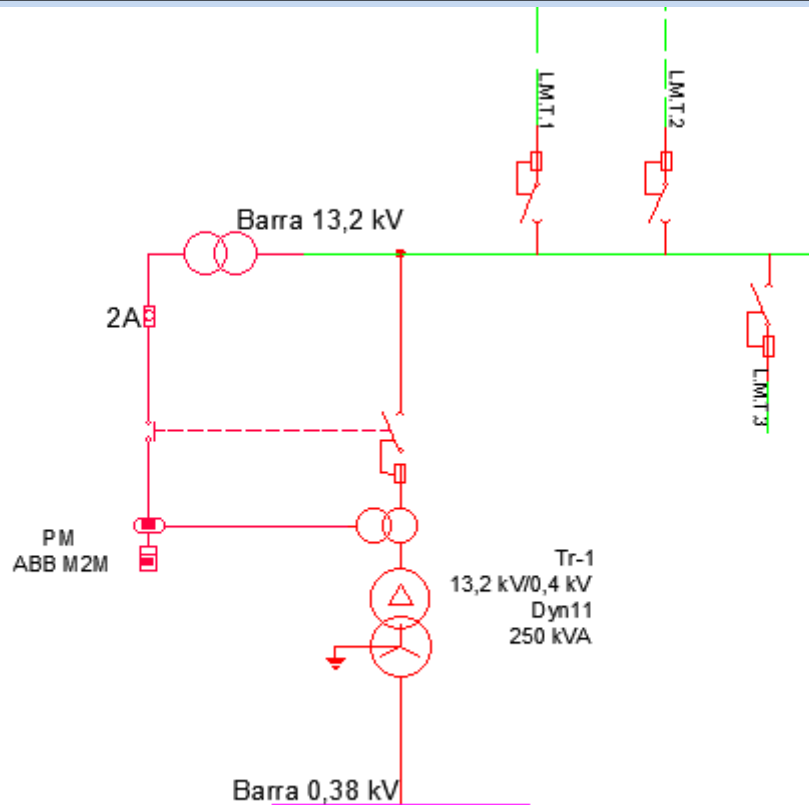 L.M.T.1
L.M.T.2
Barra 13,2 kV
2A
L.M.T.3
PM
ABB M2M
Tr-1
13,2 kV/0,4 kV
Dyn11
250 kVA
Barra 0,38 kV